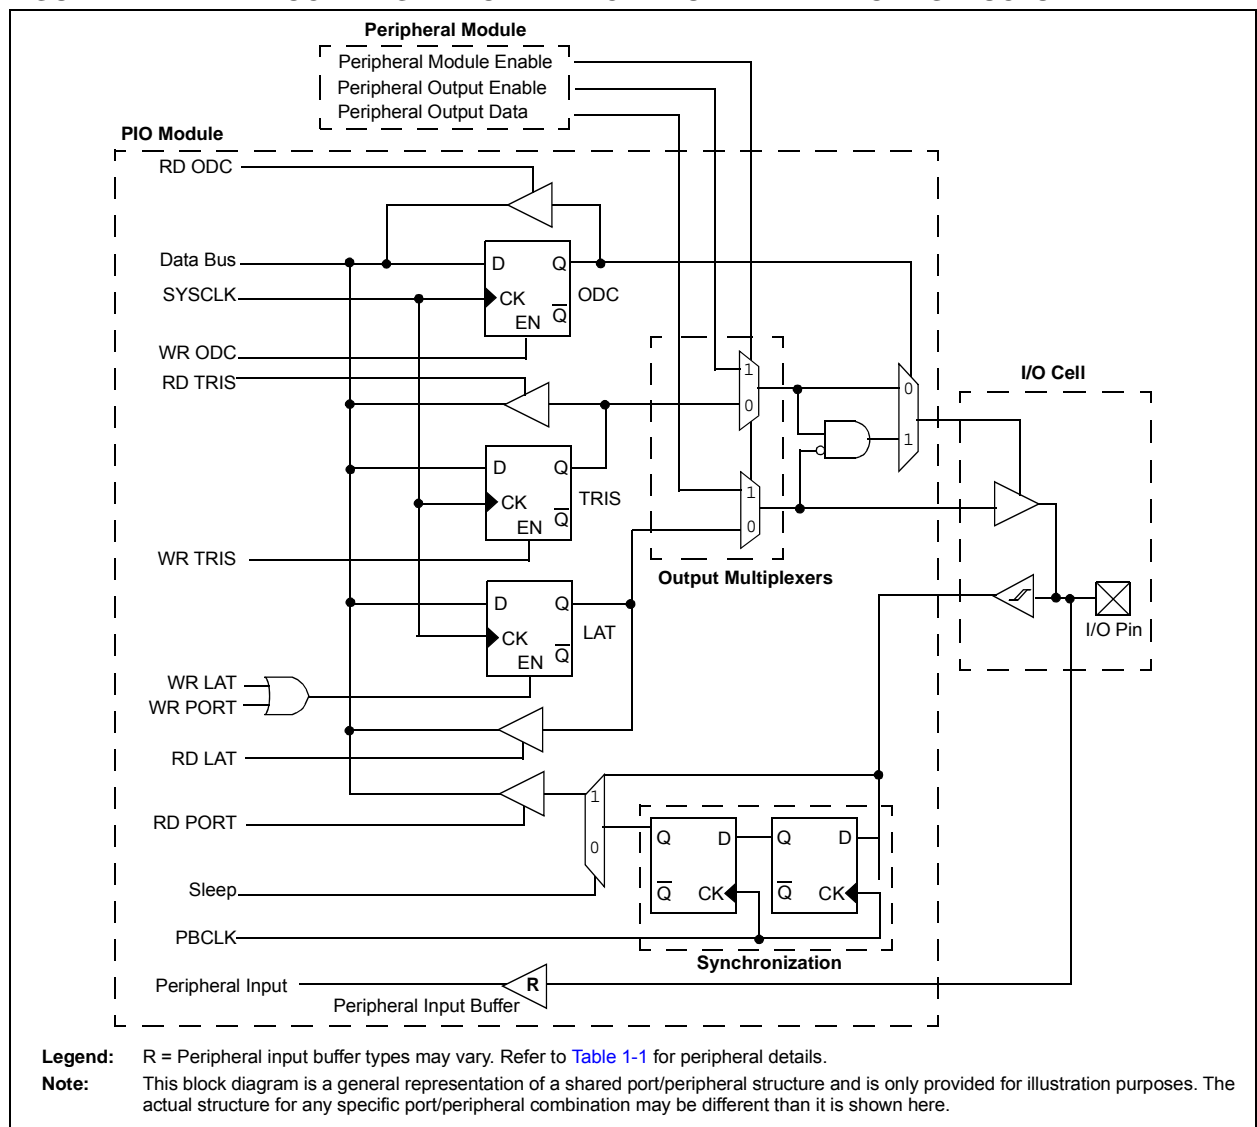 Peripheral Module
Peripheral Module Enable
Peripheral Output Enable
Peripheral Output Data
PIO Module
RD ODC
Data Bus
D Q
SYSCLK
CK
ODC
EN Q
WR ODC
RD TRIS
1
0
I/O Cell
0
1
D Q
CK
TRIS
EN Q
1
0
WR TRIS
Output Multiplexers
D Q
CK
LAT
EN Q
I/O Pin
WR LAT
WR PORT
RD LAT
RD PORT
1
0
Q D Q D
Q CK Q CK
Sleep
PBCLK
Synchronization
Peripheral Input
R
Peripheral Input Buffer
Legend: R = Peripheral input buffer types may vary. Refer to Table 1-1 for peripheral details.
Note: This block diagram is a general representation of a shared port/peripheral structure and is only provided for illustration purposes. The
actual structure for any specific port/peripheral combination may be different than it is shown here.